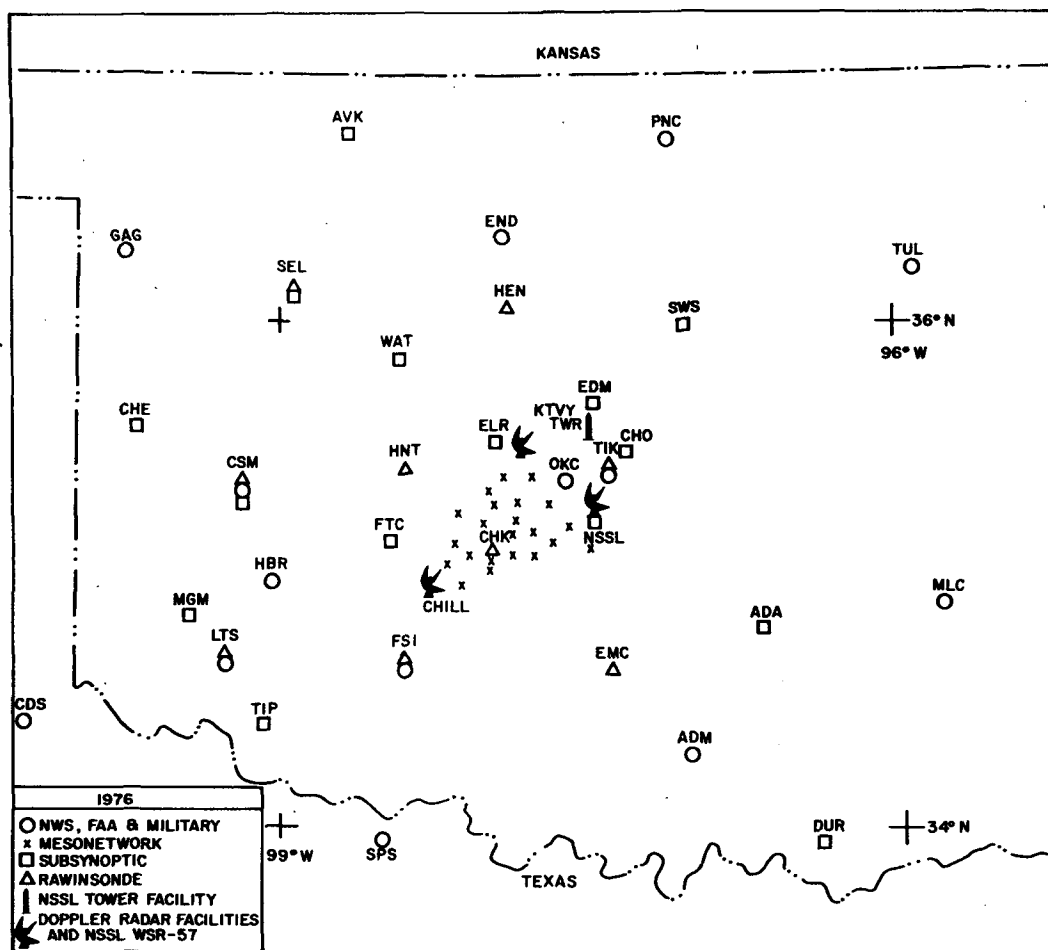 KANSAS
AVK
PNC
GAG
END
TUL
SEL
HEN
SWS
36° N
96° W
WAT
EDM
CHE
KTVY
TWR
ELR
CHO
HNT
TIK
CSM
OKC
FTC
CHK
NSSL
HBR
CHILL
MLC
MGM
ADA
LTS
FSI
EMC
CDS
TIP
ADM
1976
NWS, FAA & MILITARY
x MESONETWORK
SUBSYNOPTIC
RAWINSONDE
NSSL TOWER FACILITY
DOPPLER RADAR FACILITIES
AND NSSL WSR-57
99° W
SPS
DUR
34° N
TEXAS